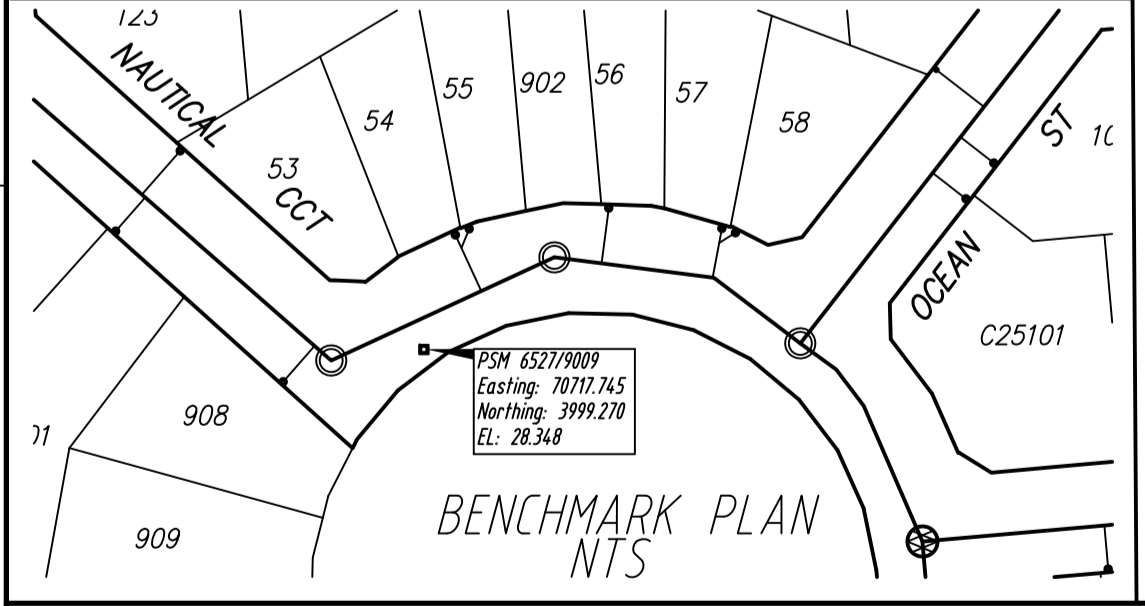 NAUTICAL
CCT
53
54
55
902
56
57
58
ST
OCEAN
C25101
PSM 6527/9009
Easting: 70717.745
Northing: 3999.270
EL: 28.348
908
909
BENCHMARK PLAN
NTS